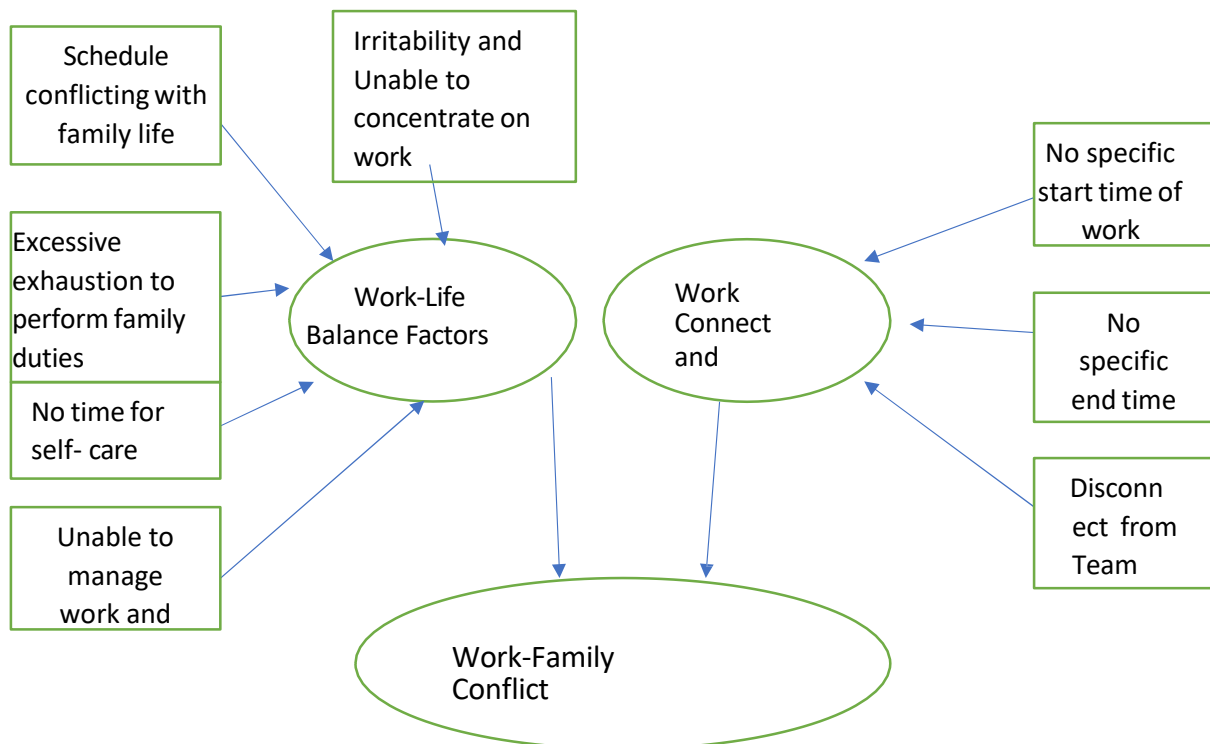 Schedule
conflicting with
family life
Irritability and
Unable to
concentrate on
work
No specific
start time of
work
Excessive
exhaustion to
perform family
duties
Work-Life
Balance Factors
Work
Connect
and
No
specific
end time
No time for
self- care
Unable to
manage
work and
Disconn
ect from
Team
Work-Family
Conflict